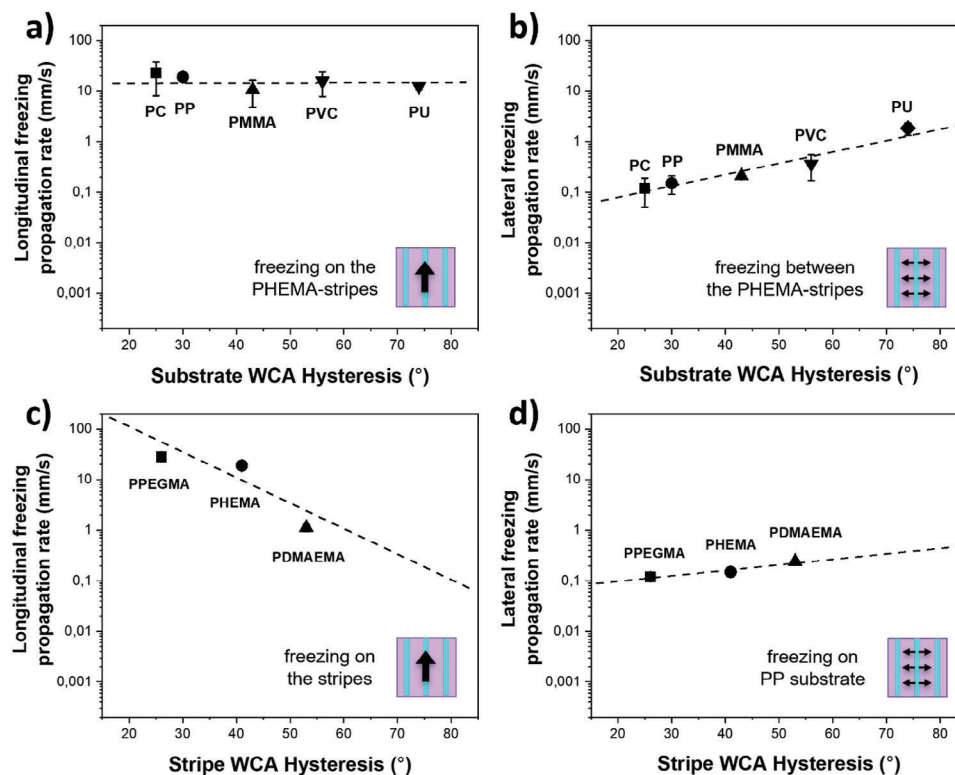 a)
Longitudinal freezing
propagation rate (mm/s)
100
10
1
0,1
0,01
0,001
PC
PP
PMMA
PVC
PU
freezing on the
PHEMA-stripes
20 30 40 50 60 70 80
Substrate WCA Hysteresis (°)
b)
Lateral freezing
propagation rate (mm/s)
100
10
1
0,1
0,01
0,001
PC
PP
PMMA
PVC
PU
freezing between
the PHEMA-stripes
20 30 40 50 60 70 80
Substrate WCA Hysteresis (°)
c)
Longitudinal freezing
propagation rate (mm/s)
100
10
1
0,1
0,01
0,001
PPEGMA
PHEMA
PDMAEMA
freezing on
the stripes
20 30 40 50 60 70 80
Stripe WCA Hysteresis (°)
d)
Lateral freezing
propagation rate (mm/s)
100
10
1
0,1
0,01
0,001
PPEGMA
PHEMA
PDMAEMA
freezing on
PP substrate
20 30 40 50 60 70 80
Stripe WCA Hysteresis (°)